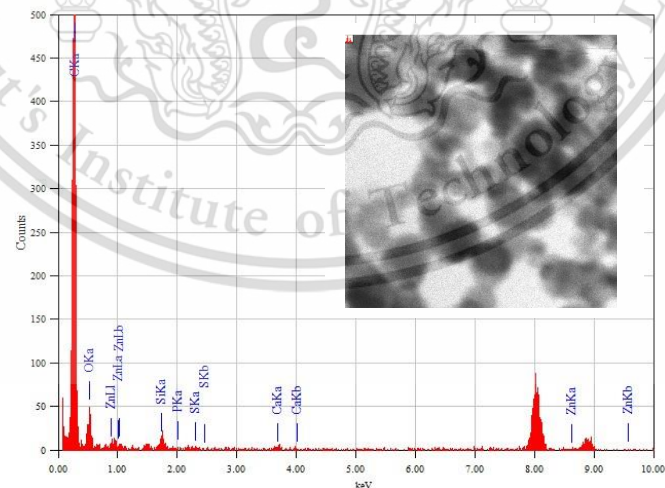 500
450
400
350
300
250
200
150
100
50
0
Counts
CKa
OKa
ZnLl
ZnLa
ZnLb
SiKa
PKa
SKa
SKb
CaKa
CaKb
ZnKa
ZnKb
0.00 1.00 2.00 3.00 4.00 5.00 6.00 7.00 8.00 9.00 10.00
keV
Institute of Technology